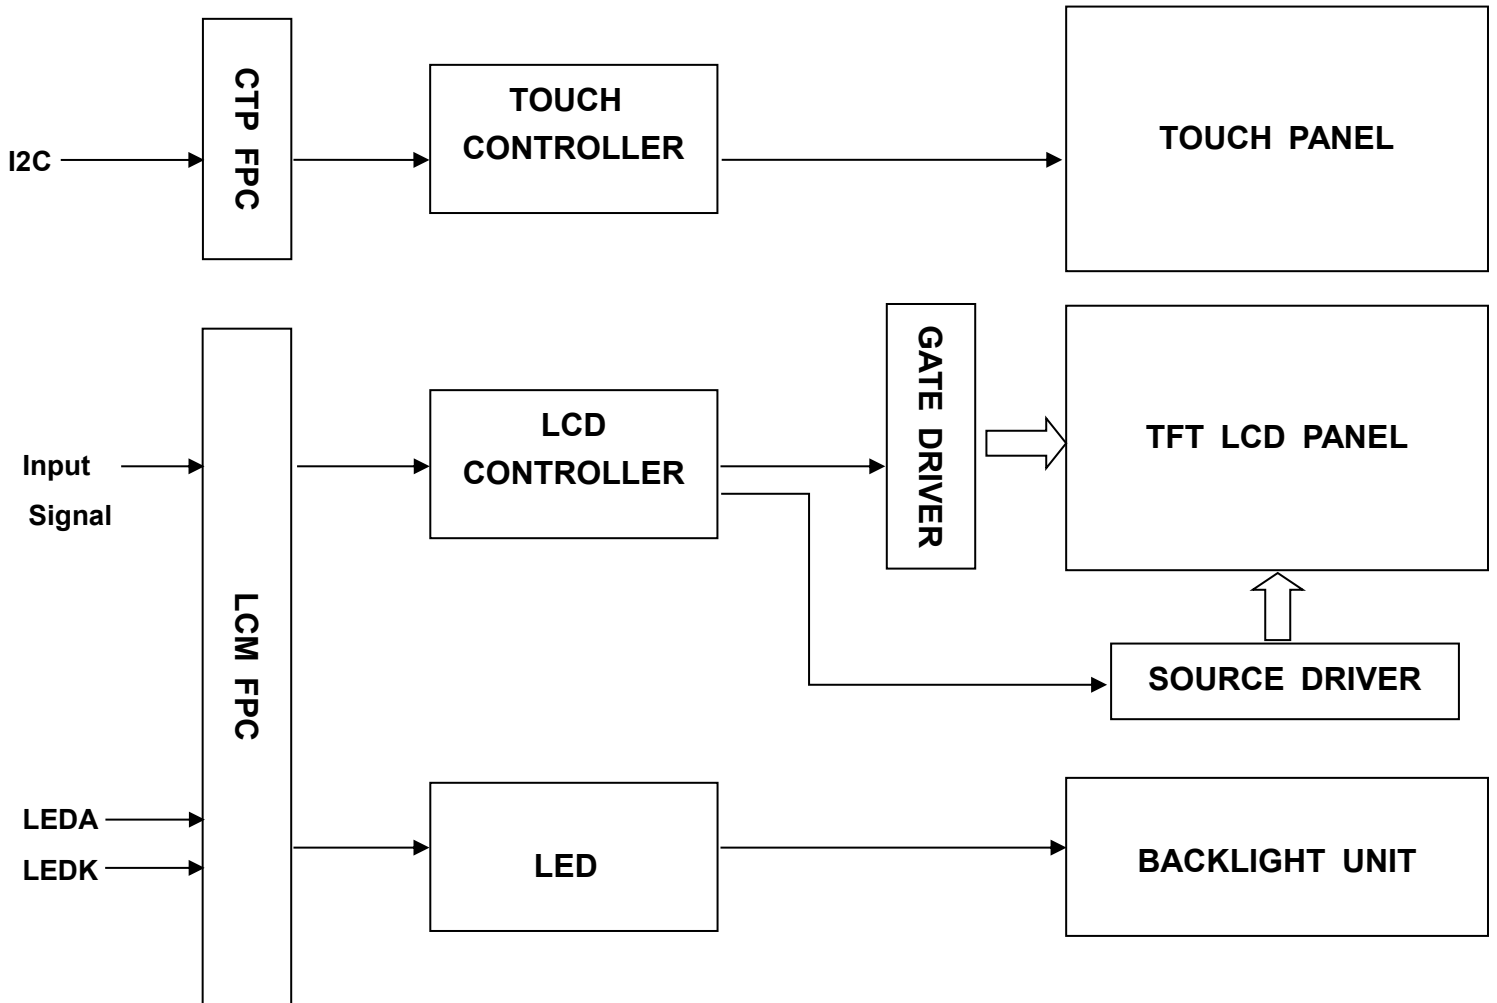 CTP FPC
TOUCH
CONTROLLER
TOUCH PANEL
I2C
GATE DRIVER
LCD
CONTROLLER
TFT LCD PANEL
Input
Signal
LCM FPC
SOURCE DRIVER
LEDA
LEDK
LED
BACKLIGHT UNIT